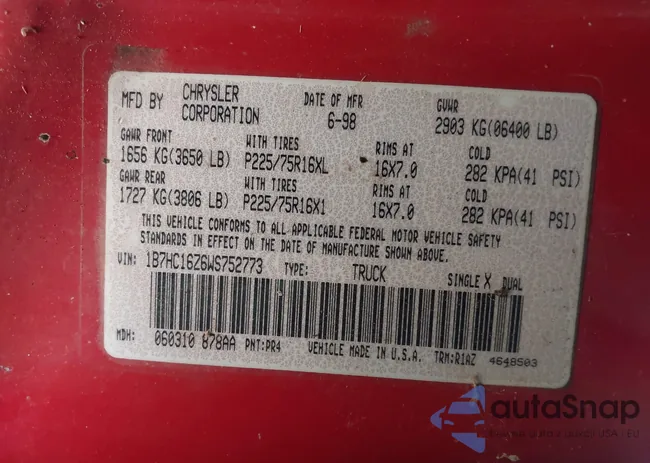 MFD BY CHRYSLER CORPORATION DATE OF MFR 6-98 GVWR 2903 KG(06400 LB)
GAWR FRONT WITH TIRES RIMS AT COLD
1656 KG(3650 LB) P225/75R16XL 16X7.0 282 KPA(41 PSI)
GAWR REAR WITH TIRES RIMS AT COLD
1727 KG(3806 LB) P225/75R16X1 16X7.0 282 KPA(41 PSI)
THIS VEHICLE CONFORMS TO ALL APPLICABLE FEDERAL MOTOR VEHICLE SAFETY
STANDARDS IN EFFECT ON THE DATE OF MANUFACTURE SHOWN ABOVE.
VIN: 1B7HC16Z6WS752773 TYPE: TRUCK SINGLE X DUAL
MDH: 060310 878AA PNT:PR4 VEHICLE MADE IN U.S.A. TRM:RIAZ 4648503
autoSnap